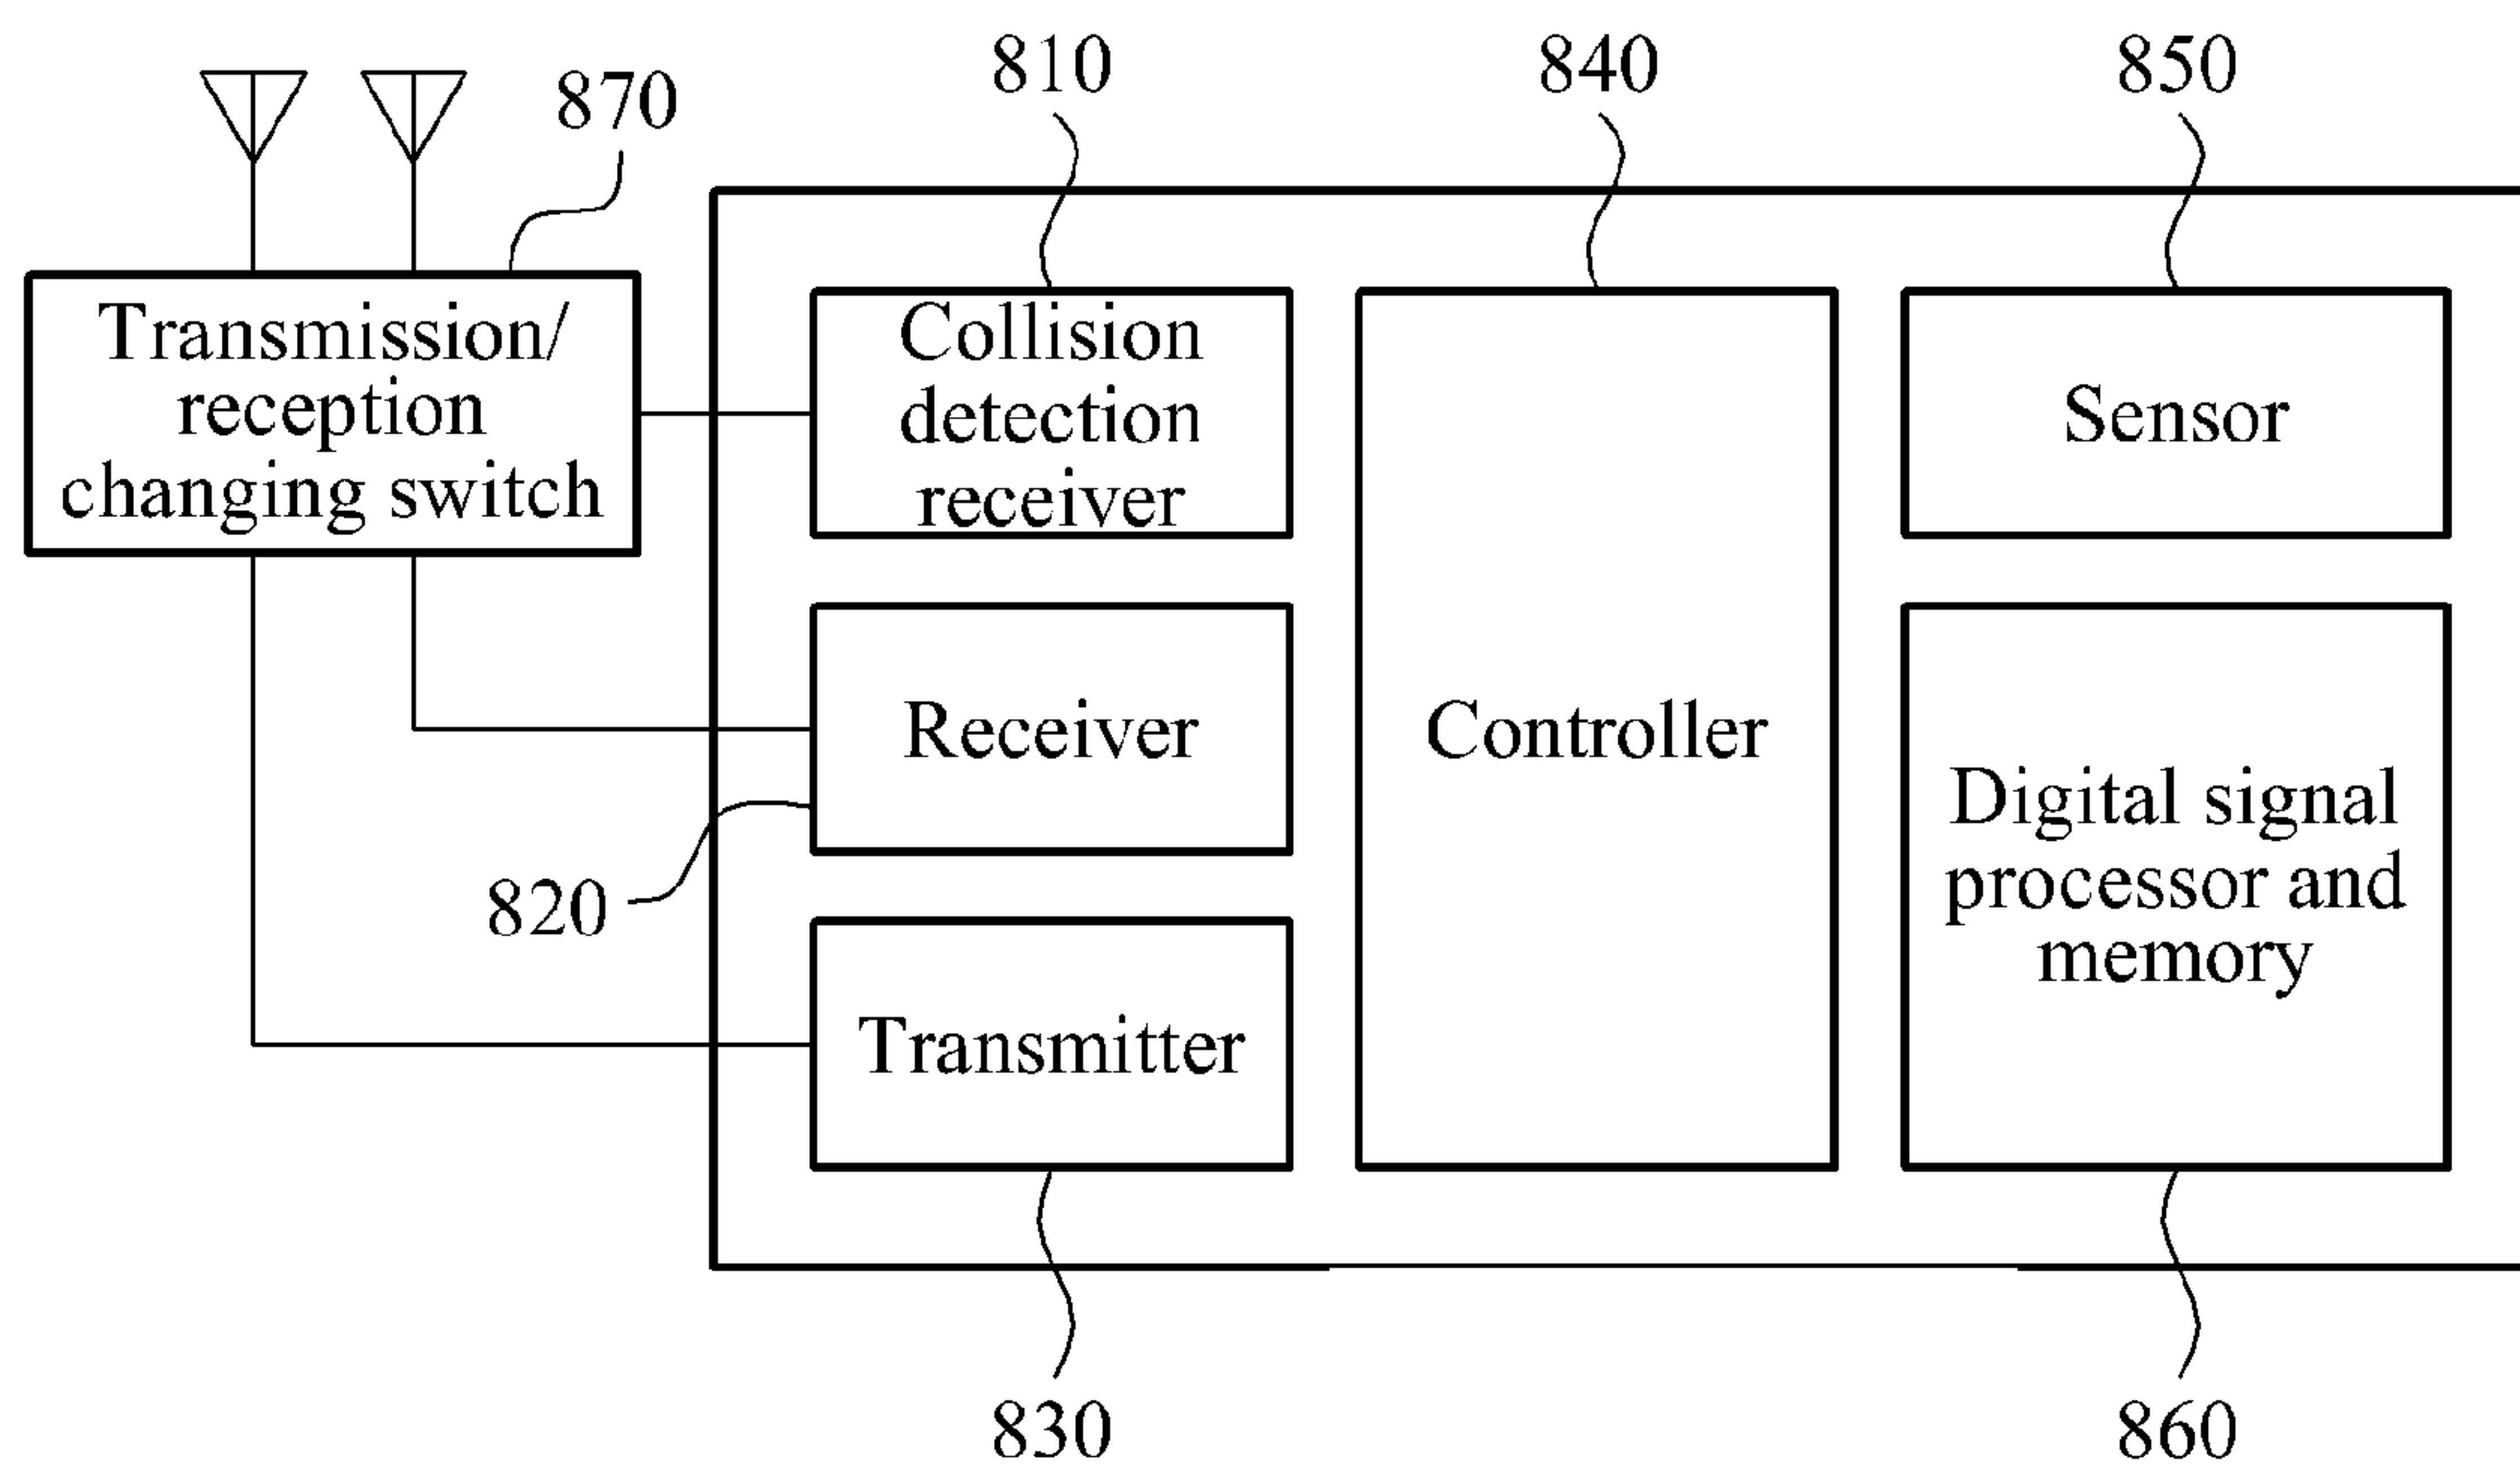 870
810
840
850
Transmission/
reception
changing switch
Collision
detection
receiver
Sensor
Receiver
Controller
Digital signal
processor and
memory
820
Transmitter
830
860